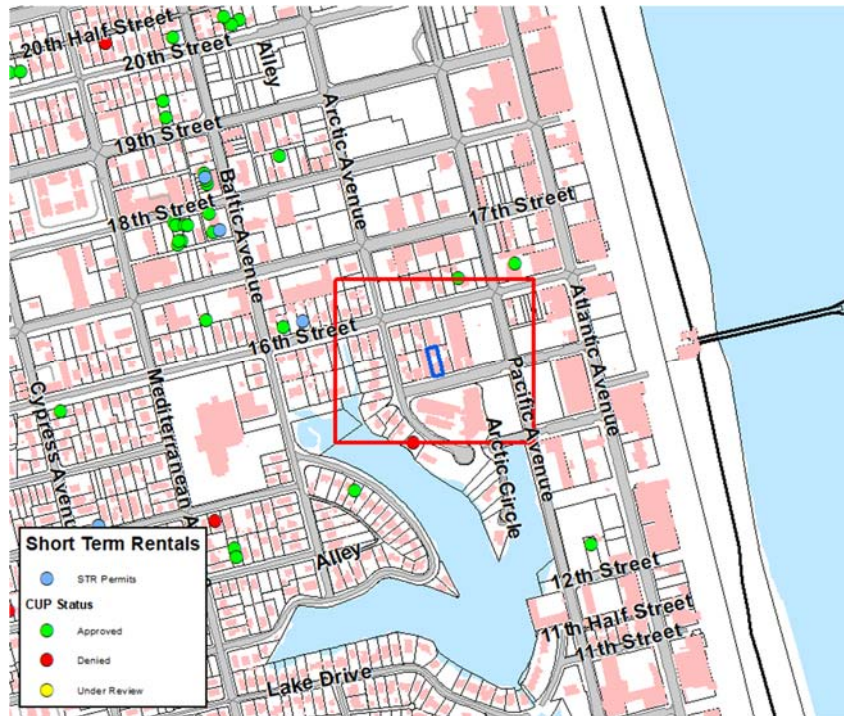 20th Half Street
20th Street
Alley
19th Street
Arctic Avenue
18th Street
Baltic Avenue
17th Street
16th Street
Atlantic Avenue
Pacific Avenue
Mediterranean A
Cypress Avenu
Arctic Circle
Alley
12th Street
11th Half Street
11th Street
Lake Drive
Short Term Rentals
STR Permits
CUP Status
Approved
Denied
Under Review